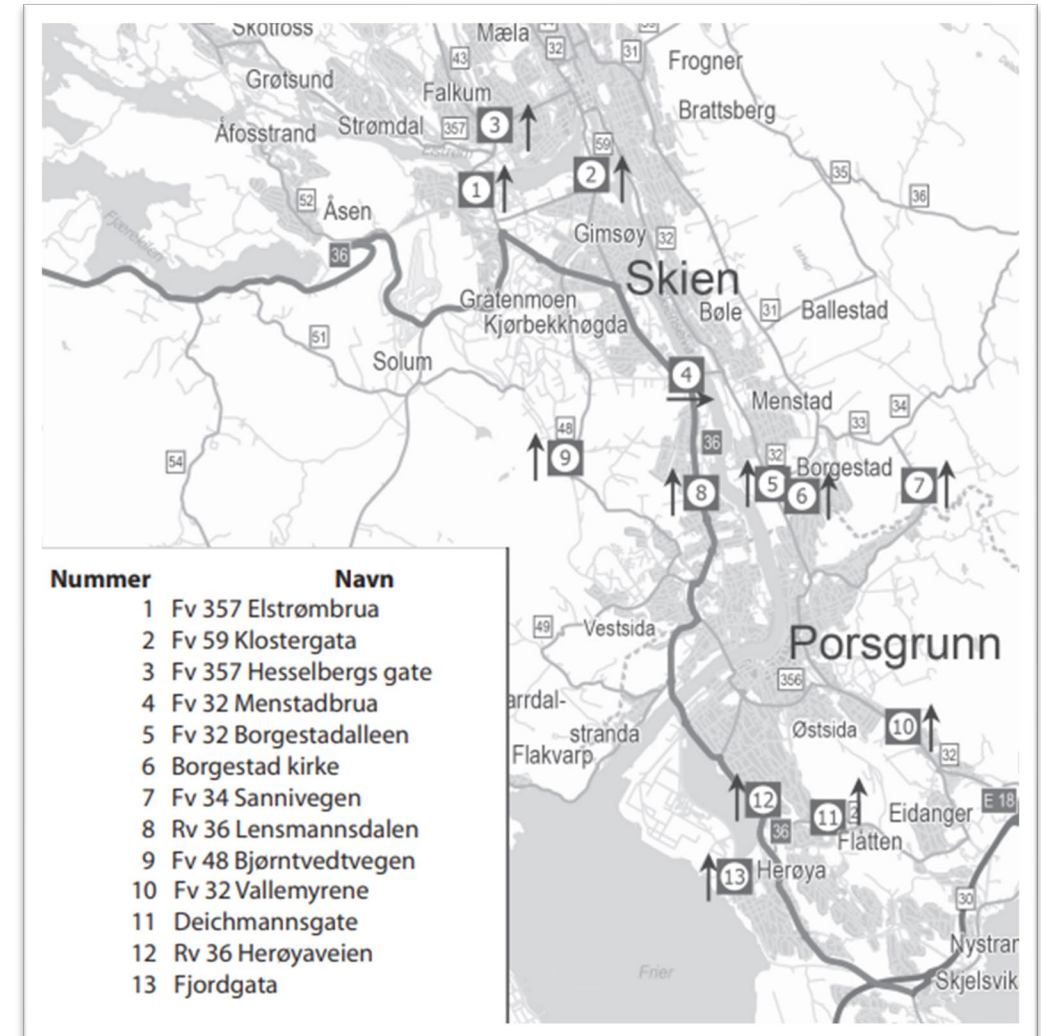 Skotfoss
Mæla
32
31
43
Frogner
Grøtsund
Falkum
Brattsberg
Åfosstrand
Strømdal
357
3
59
Elstrøm
1
2
35
36
52
Åsen
Fjærekilen
36
Gimsøy
32
Skien
Gråtenmoen
Kjørbekkhøgda
Bøle
31
Ballestad
51
Solum
4
Menstad
34
33
48
36
32
54
9
Borgestad
8
5
6
7
Nummer Navn
1 Fv 357 Elstrømbrua
2 Fv 59 Klostergata
3 Fv 357 Hesselbergs gate
4 Fv 32 Menstadbrua
5 Fv 32 Borgestadalleen
6 Borgestad kirke
7 Fv 34 Sannivegen
8 Rv 36 Lensmannsdalen
9 Fv 48 Bjørntvedtvegen
10 Fv 32 Vallemyrene
11 Deichmannsgate
12 Rv 36 Herøyaveien
13 Fjordgata
49
Vestsida
Porsgrunn
356
arrdal-
stranda
Flakvarp
Østsida
10
32
12
E 18
11
Eidanger
36
Flåtten
13
Herøya
30
Nystran
Frier
Skjelsvik